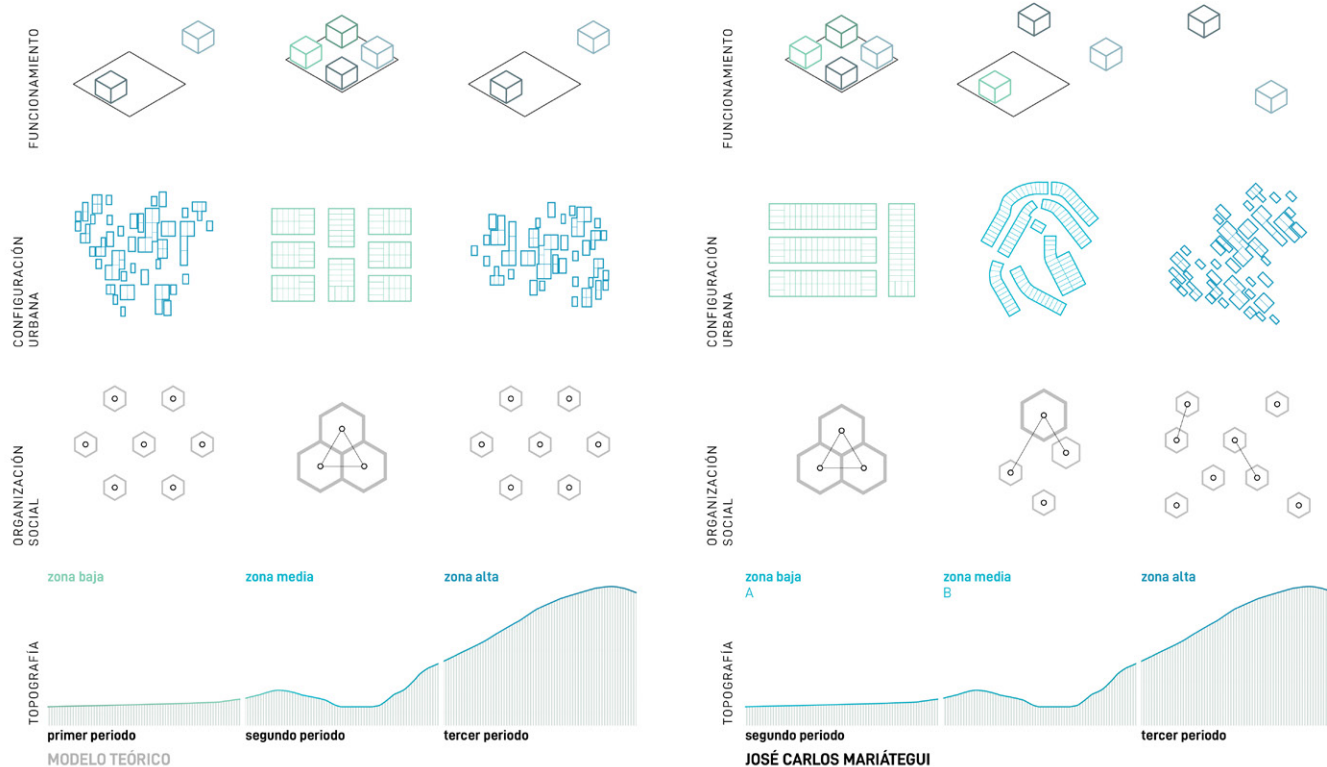 FUNCIONAMIENTO
CONFIGURACIÓN
URBANA
ORGANIZACIÓN
SOCIAL
TOPOGRAFÍA
zona baja
zona media
zona alta
primer periodo
segundo periodo
tercer periodo
MODELO TEÓRICO
FUNCIONAMIENTO
CONFIGURACIÓN
URBANA
ORGANIZACIÓN
SOCIAL
TOPOGRAFÍA
zona baja
A
zona media
B
zona alta
segundo periodo
tercer periodo
JOSÉ CARLOS MARIÁTEGUI